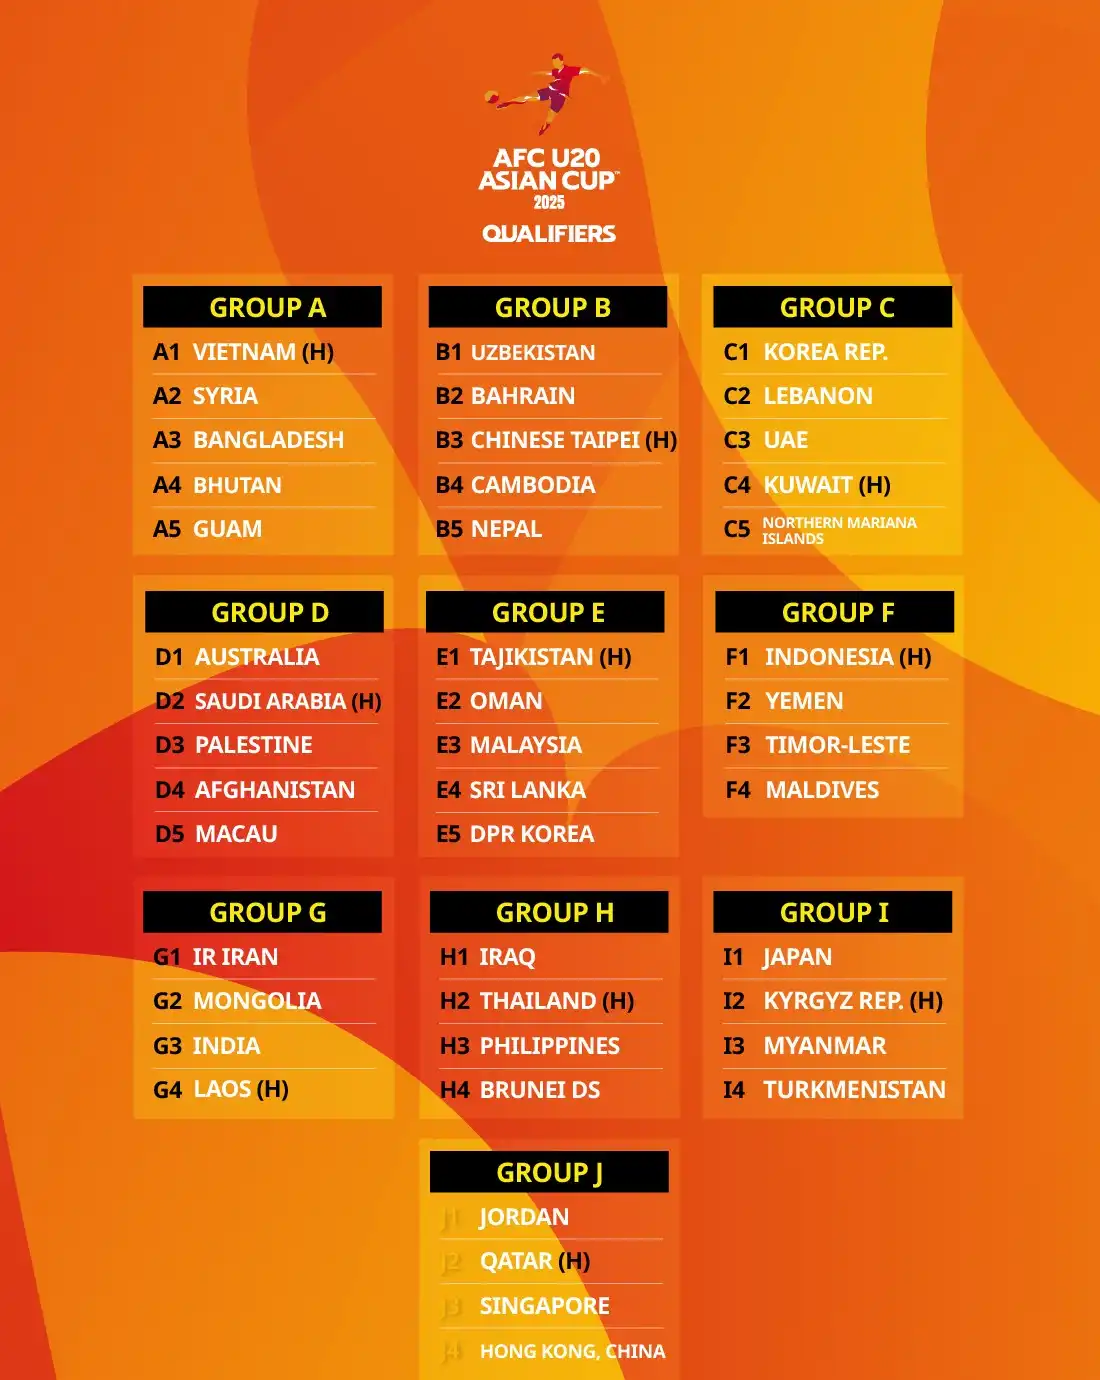 AFC U20
ASIAN CUP™
2025
QUALIFIERS
GROUP A
A1 VIETNAM (H)
A2 SYRIA
A3 BANGLADESH
A4 BHUTAN
A5 GUAM
GROUP B
B1 UZBEKISTAN
B2 BAHRAIN
B3 CHINESE TAIPEI (H)
B4 CAMBODIA
B5 NEPAL
GROUP C
C1 KOREA REP.
C2 LEBANON
C3 UAE
C4 KUWAIT (H)
C5 NORTHERN MARIANA
ISLANDS
GROUP D
D1 AUSTRALIA
D2 SAUDI ARABIA (H)
D3 PALESTINE
D4 AFGHANISTAN
D5 MACAU
GROUP E
E1 TAJIKISTAN (H)
E2 OMAN
E3 MALAYSIA
E4 SRI LANKA
E5 DPR KOREA
GROUP F
F1 INDONESIA (H)
F2 YEMEN
F3 TIMOR-LESTE
F4 MALDIVES
GROUP G
G1 IR IRAN
G2 MONGOLIA
G3 INDIA
G4 LAOS (H)
GROUP H
H1 IRAQ
H2 THAILAND (H)
H3 PHILIPPINES
H4 BRUNEI DS
GROUP I
I1 JAPAN
I2 KYRGYZ REP. (H)
I3 MYANMAR
I4 TURKMENISTAN
GROUP J
J1 JORDAN
J2 QATAR (H)
J3 SINGAPORE
J4 HONG KONG, CHINA